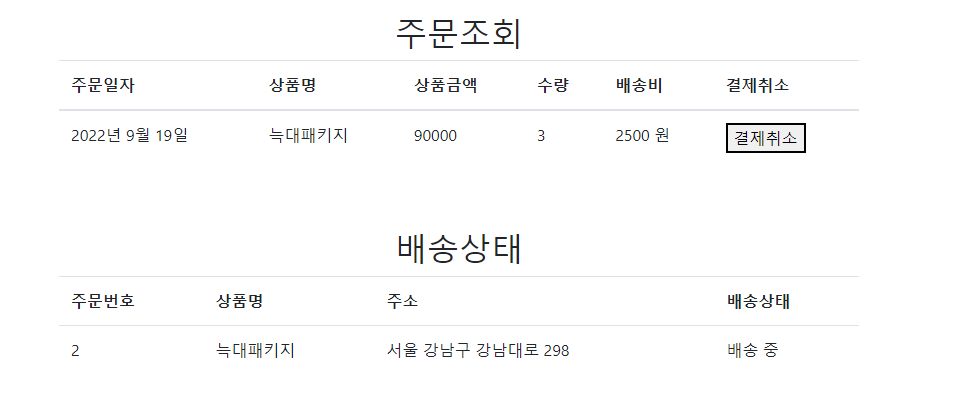 주문조회
주문일자 상품명 상품금액 수량 배송비 결제취소
2022년 9월 19일 늑대패키지 90000 3 2500 원 결제취소
배송상태
주문번호 상품명 주소 배송상태
2 늑대패키지 서울 강남구 강남대로 298 배송 중